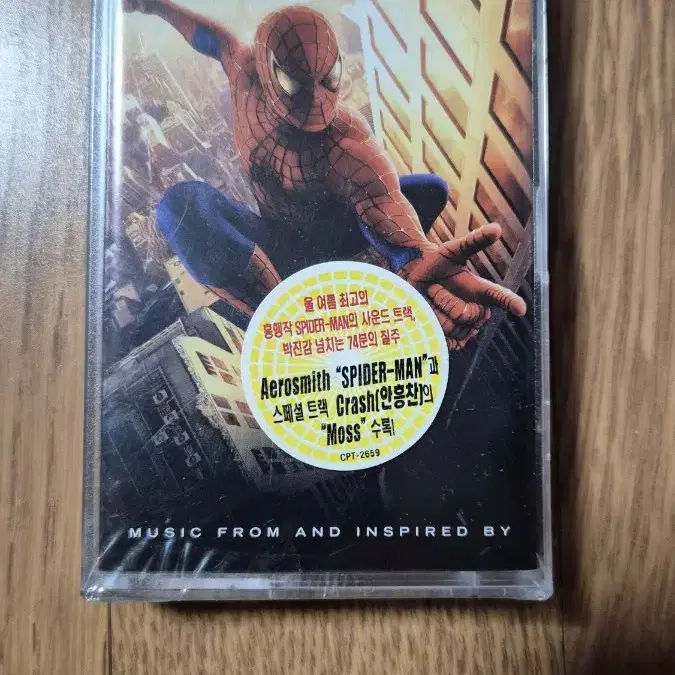 올 여름 최고의
흥행작 SPIDER-MAN의 사운드 트랙,
박진감 넘치는 74분의 질주
Aerosmith "SPIDER-MAN"과
스페셜 트랙 Crash(안흥찬)의
"Moss" 수록!
CPT-2659
MUSIC FROM AND INSPIRED BY